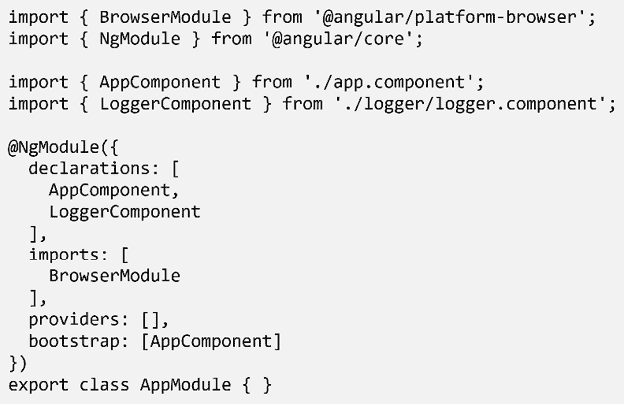 import { BrowserModule } from '@angular/platform-browser';
import { NgModule } from '@angular/core';

import { AppComponent } from './app.component';
import { LoggerComponent } from './logger/logger.component';

@NgModule({
  declarations: [
    AppComponent,
    LoggerComponent
  ],
  imports: [
    BrowserModule
  ],
  providers: [],
  bootstrap: [AppComponent]
})
export class AppModule { }